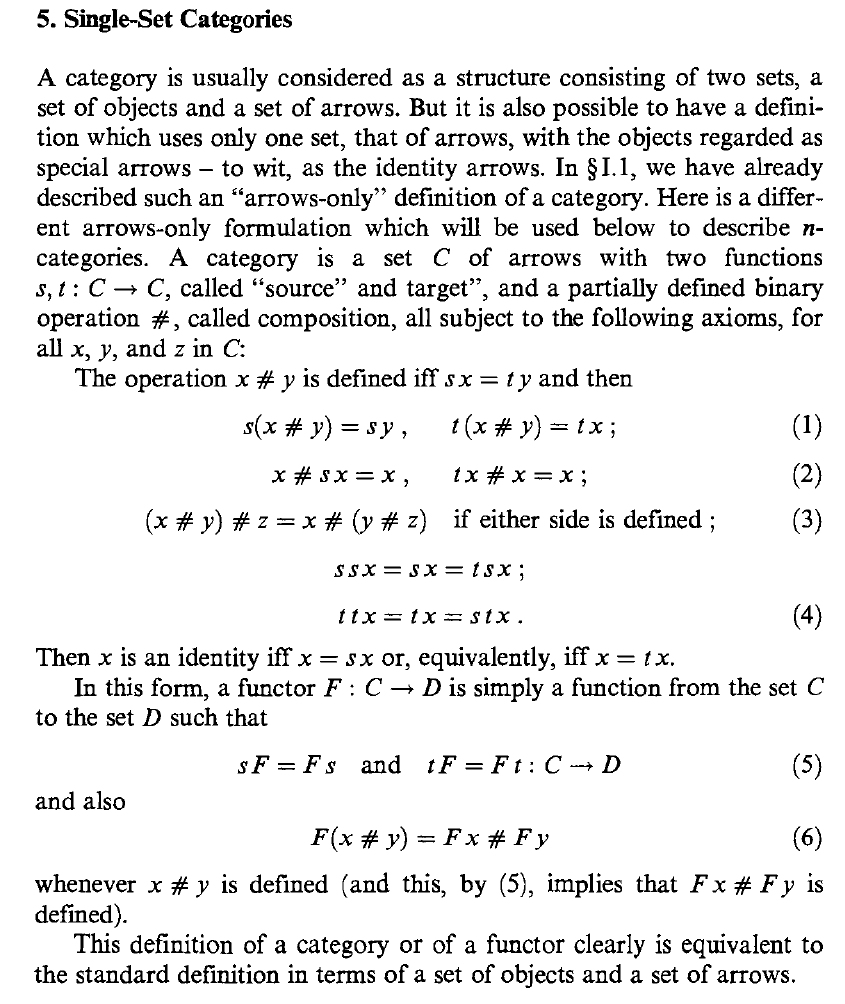 5. Single-Set Categories
A category is usually considered as a structure consisting of two sets, a
set of objects and a set of arrows. But it is also possible to have a defini-
tion which uses only one set, that of arrows, with the objects regarded as
special arrows – to wit, as the identity arrows. In §I.1, we have already
described such an “arrows-only” definition of a category. Here is a differ-
ent arrows-only formulation which will be used below to describe n-
categories. A category is a set C of arrows with two functions
s, t : C → C, called “source” and target”, and a partially defined binary
operation #, called composition, all subject to the following axioms, for
all x, y, and z in C:
The operation x # y is defined iff sx = ty and then
s(x # y) = sy , t(x # y) = tx ; (1)
x # sx = x , tx # x = x ; (2)
(x # y) # z = x # (y # z) if either side is defined ; (3)
ssx = sx = tsx ;
ttx = tx = stx . (4)
Then x is an identity iff x = sx or, equivalently, iff x = tx.
In this form, a functor F : C → D is simply a function from the set C
to the set D such that
sF = Fs and tF = Ft : C → D (5)
and also
F(x # y) = Fx # Fy (6)
whenever x # y is defined (and this, by (5), implies that Fx # Fy is
defined).
This definition of a category or of a functor clearly is equivalent to
the standard definition in terms of a set of objects and a set of arrows.